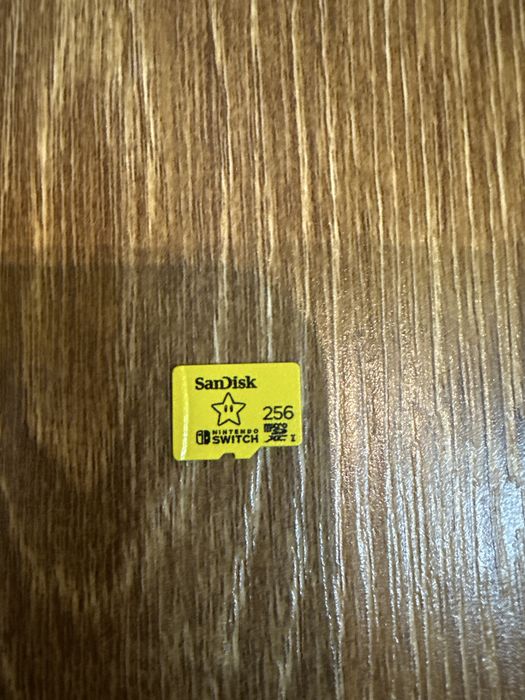 SanDisk
256
NINTENDO
SWITCH
micro
SD
XC I